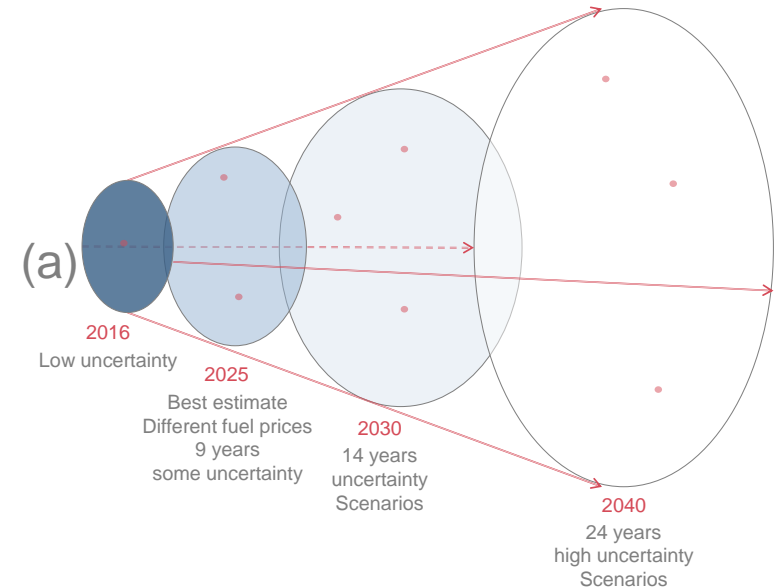 (a)
2016
Low uncertainty
2025
Best estimate
Different fuel prices
9 years
some uncertainty
2030
14 years
uncertainty
Scenarios
2040
24 years
high uncertainty
Scenarios